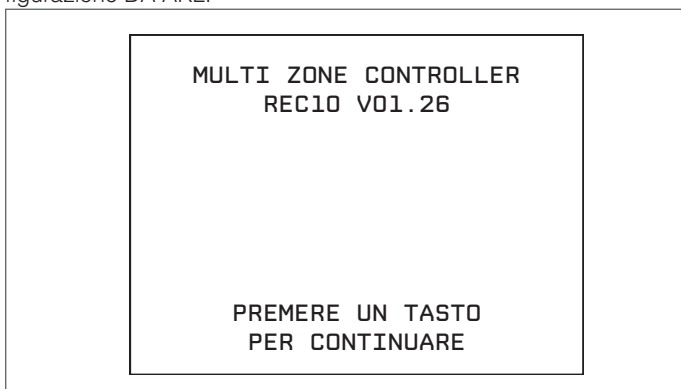 MULTI ZONE CONTROLLER
REC10 V01.26
PREMERE UN TASTO
PER CONTINUARE